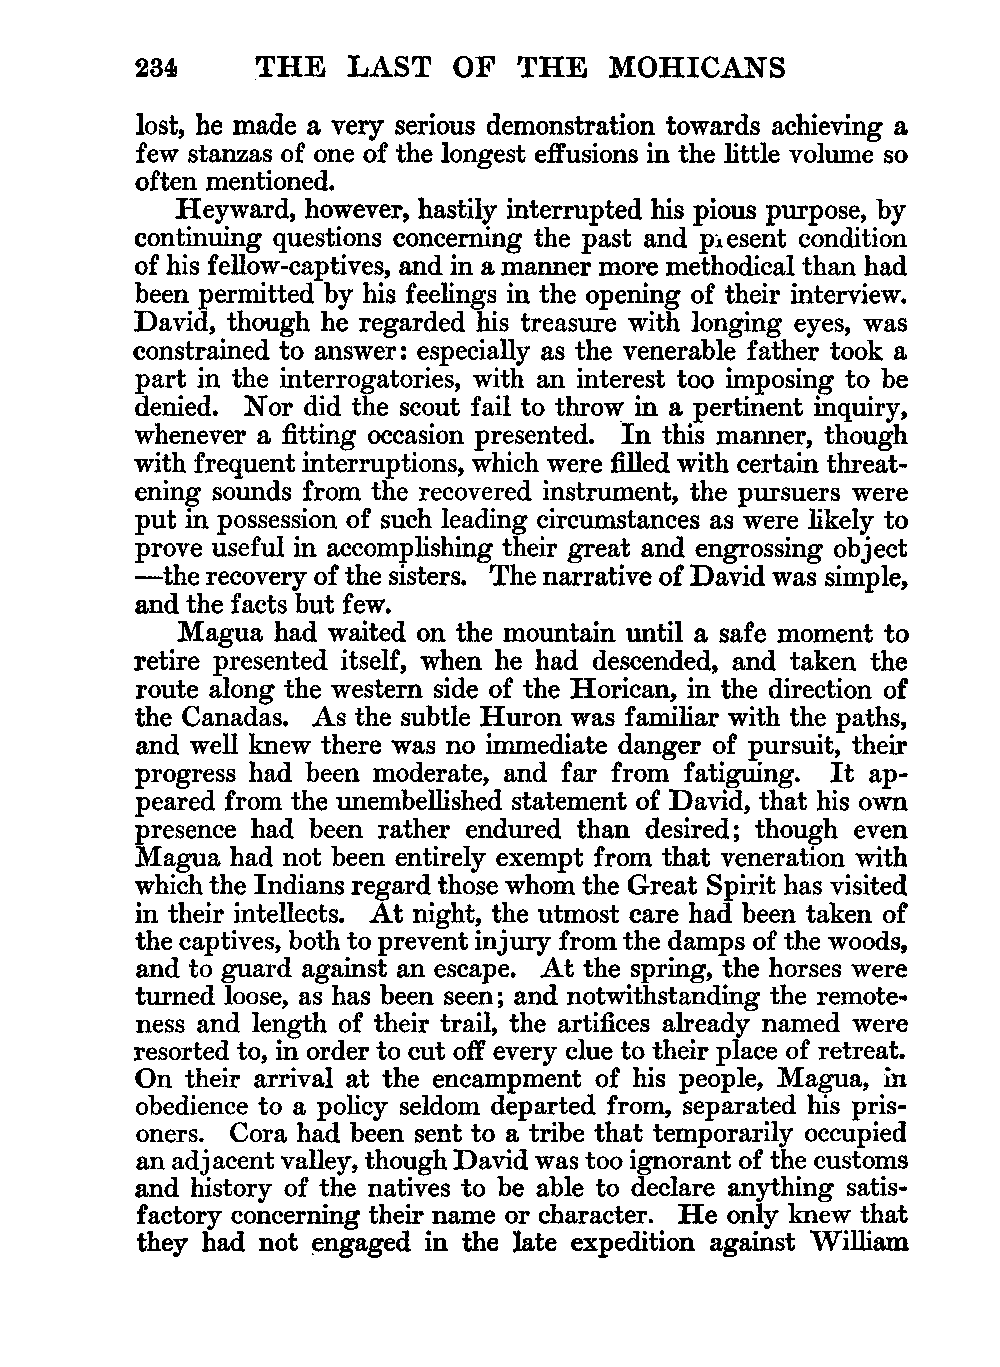 234 THE LAST OF THE MOHICANS
lost, he made a very serious demonstration towards achieving a
few stanzas of one of the longest effusions in the little volume so
often mentioned.
Heyward, however, hastily interrupted his pious purpose, by
continuing questions concerning the past and present condition
of his fellow-captives, and in a manner more methodical than had
been permitted by his feelings in the opening of their interview.
David, though he regarded his treasure with longing eyes, was
constrained to answer: especially as the venerable father took a
part in the interrogatories, with an interest too imposing to be
denied. Nor did the scout fail to throw in a pertinent inquiry,
whenever a fitting occasion presented. In this manner, though
with frequent interruptions, which were filled with certain threat-
ening sounds from the recovered instrument, the pursuers were
put in possession of such leading circumstances as were likely to
prove useful in accomplishing their great and engrossing object
—the recovery of the sisters. The narrative of David was simple,
and the facts but few.
Magua had waited on the mountain until a safe moment to
retire presented itself, when he had descended, and taken the
route along the western side of the Horican, in the direction of
the Canadas. As the subtle Huron was familiar with the paths,
and well knew there was no immediate danger of pursuit, their
progress had been moderate, and far from fatiguing. It ap-
peared from the unembellished statement of David, that his own
presence had been rather endured than desired; though even
Magua had not been entirely exempt from that veneration with
which the Indians regard those whom the Great Spirit has visited
in their intellects. At night, the utmost care had been taken of
the captives, both to prevent injury from the damps of the woods,
and to guard against an escape. At the spring, the horses were
turned loose, as has been seen; and notwithstanding the remote-
ness and length of their trail, the artifices already named were
resorted to, in order to cut off every clue to their place of retreat.
On their arrival at the encampment of his people, Magua, in
obedience to a policy seldom departed from, separated his pris-
oners. Cora had been sent to a tribe that temporarily occupied
an adjacent valley, though David was too ignorant of the customs
and history of the natives to be able to declare anything satis-
factory concerning their name or character. He only knew that
they had not engaged in the late expedition against William